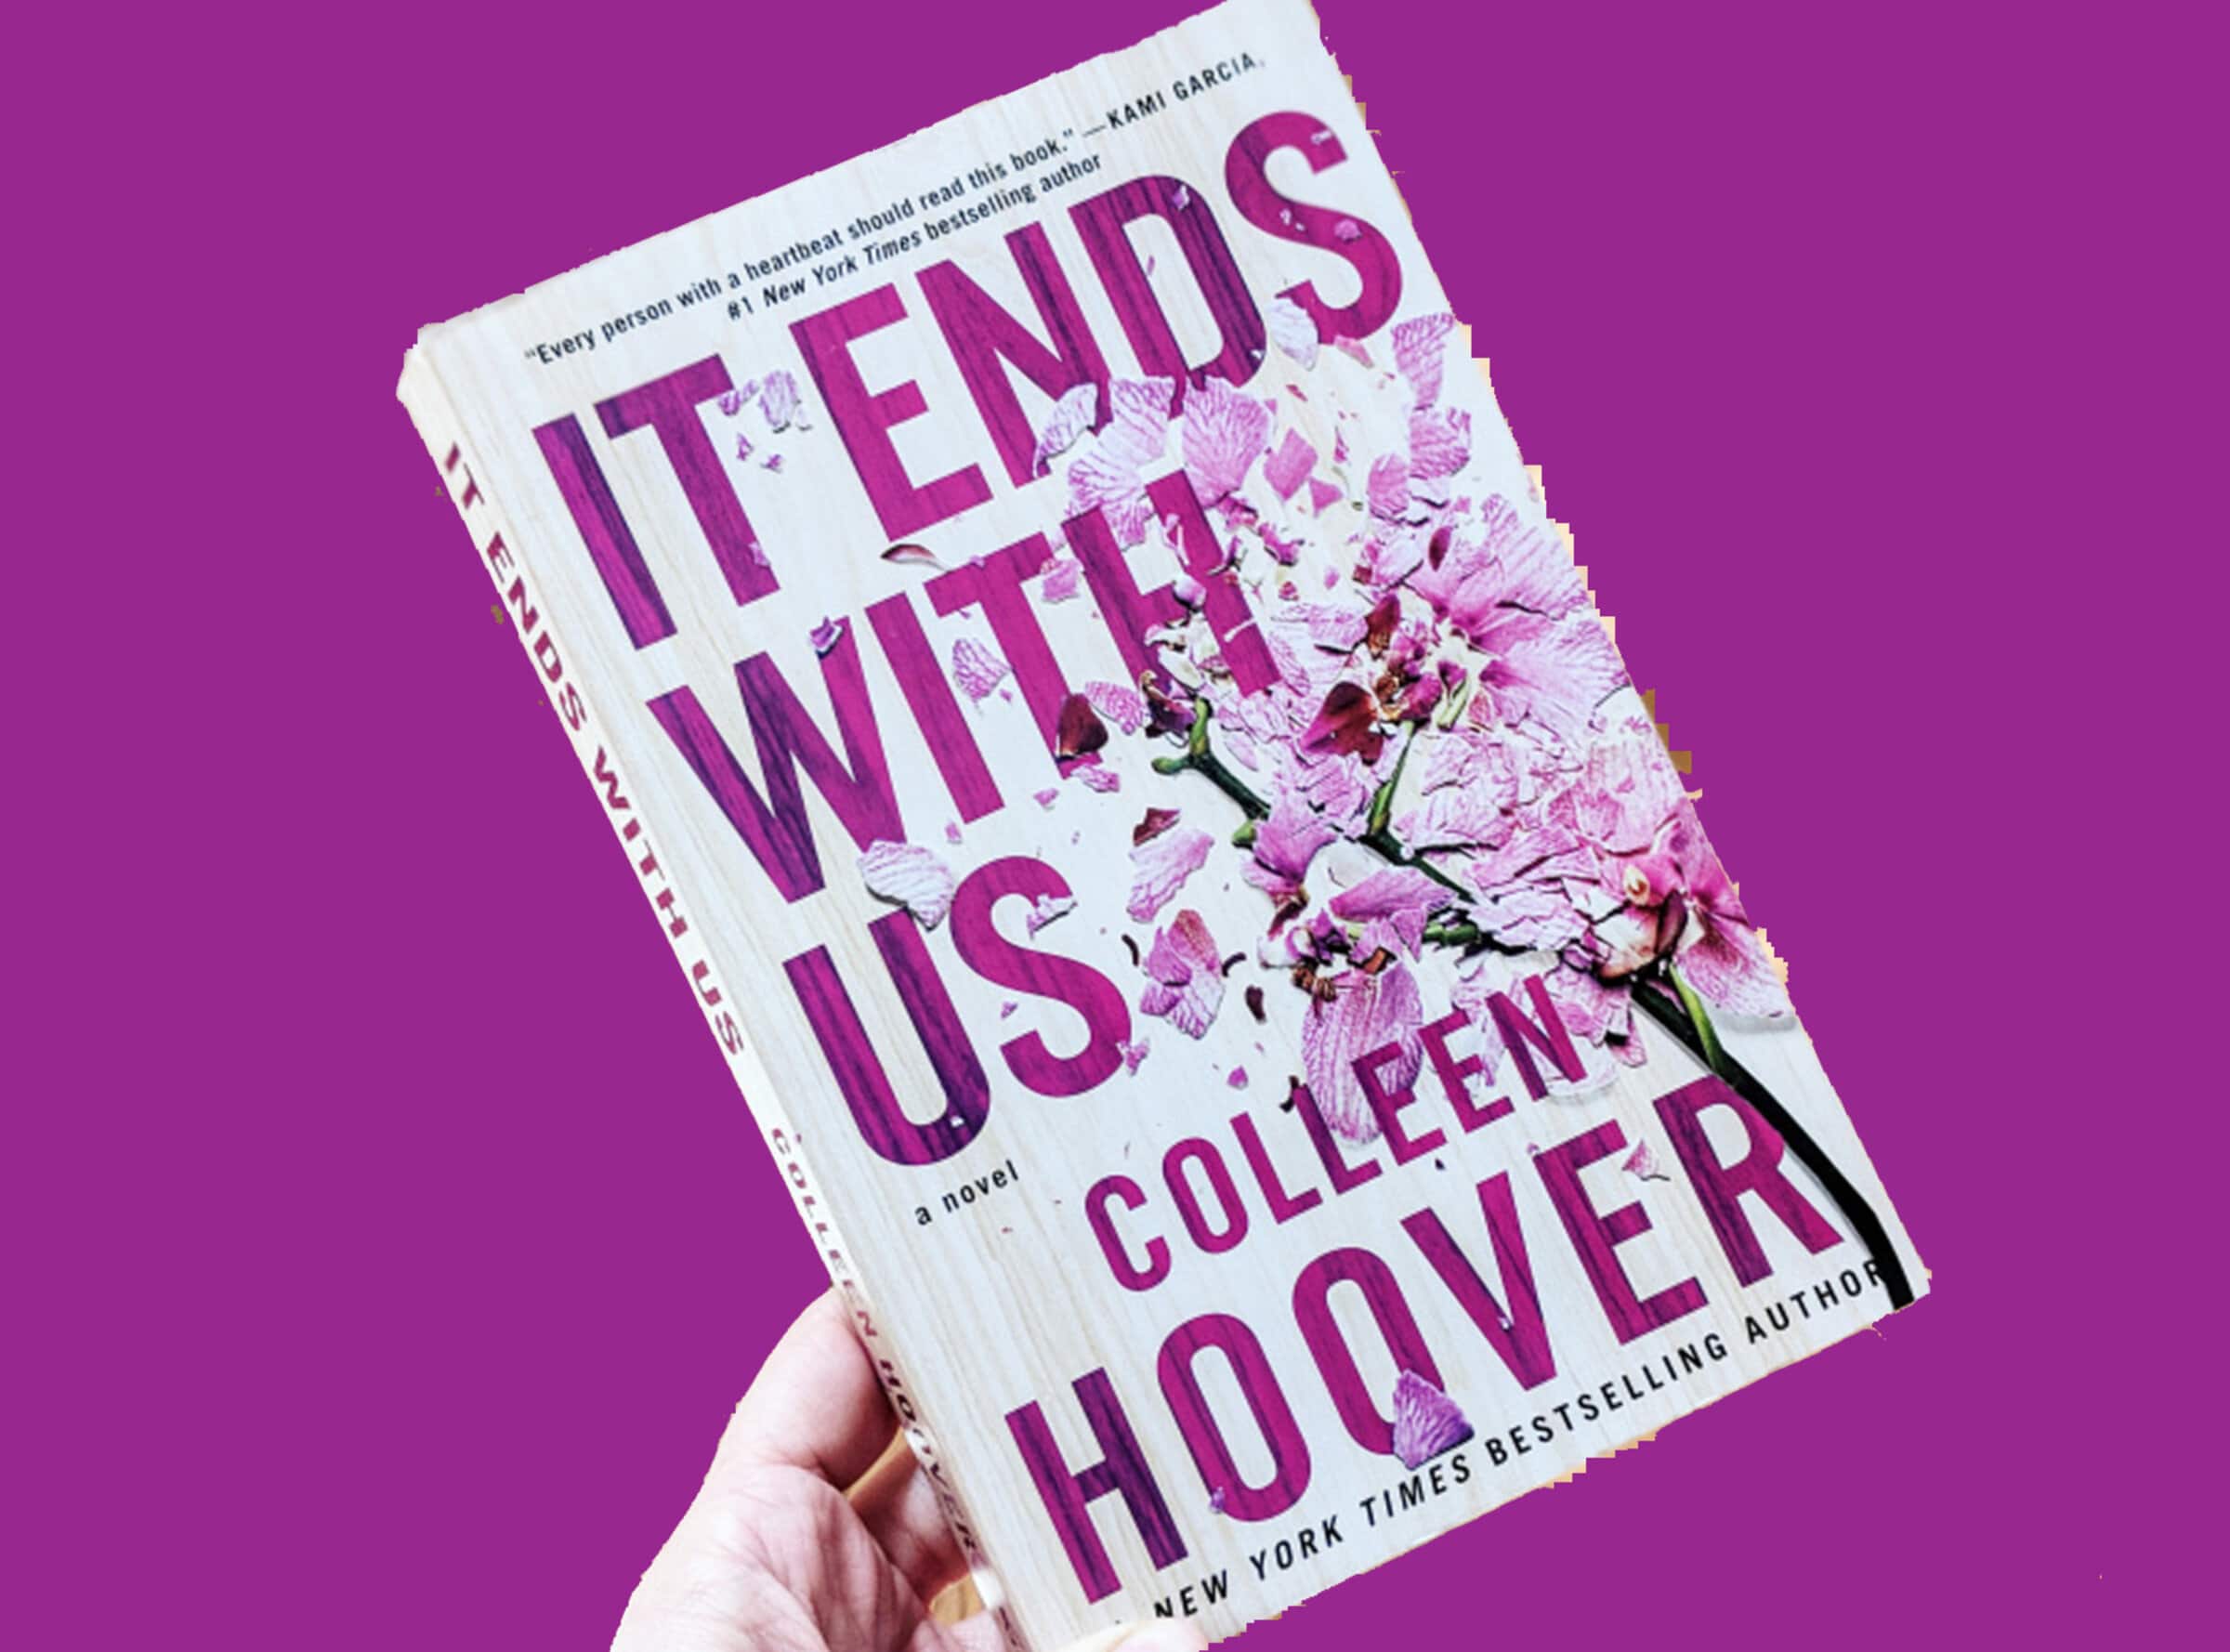 "Every person with a heartbeat should read this book." —KAMI GARCIA,
#1 New York Times bestselling author
IT ENDS
WITH
US
a novel
COLLEEN
HOOVER
NEW YORK TIMES BESTSELLING AUTHOR
IT ENDS WITH US COLLEEN HOOVER